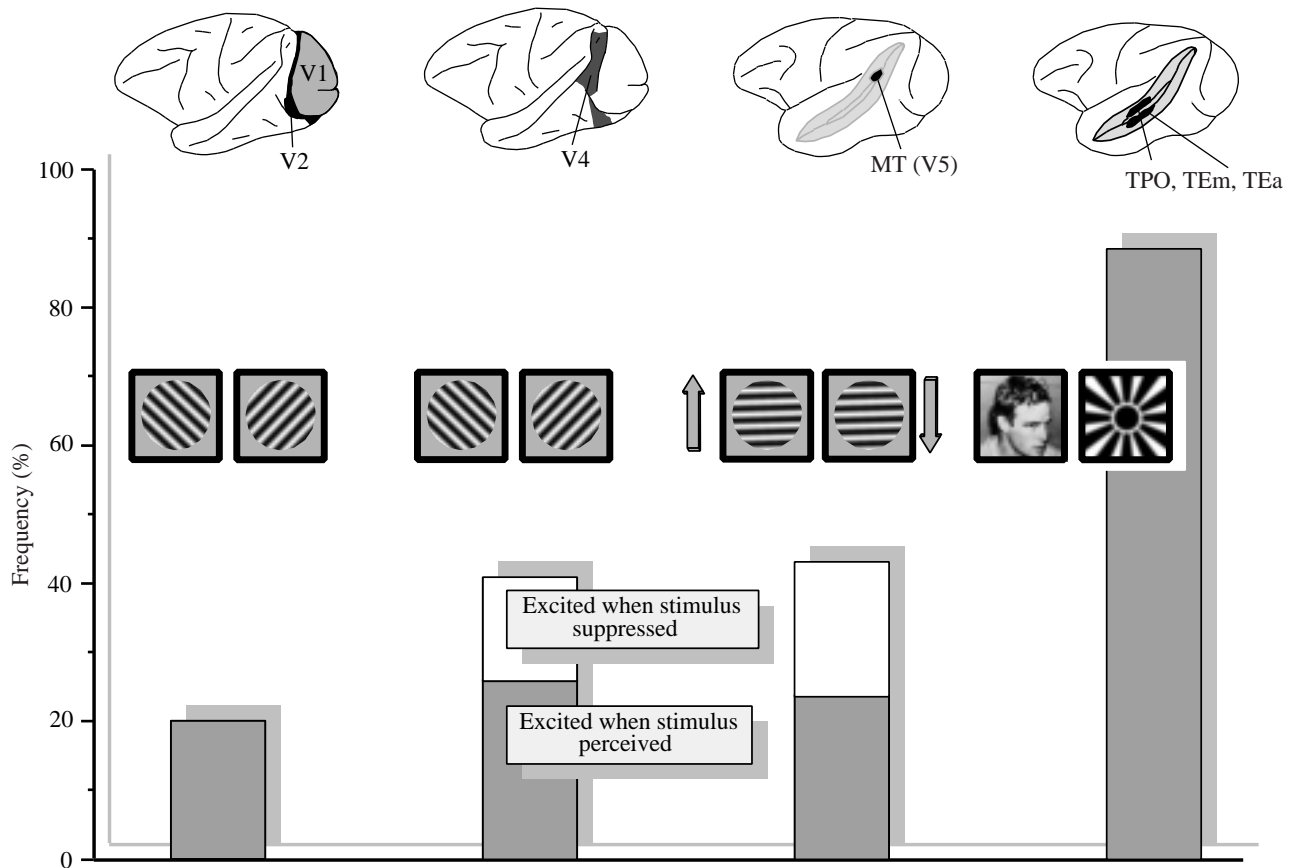 V1
V2
V4
MT (V5)
TPO, TEm, TEa
100
80
60
40
20
0
Frequency (%)
Excited when stimulus
suppressed
Excited when stimulus
perceived